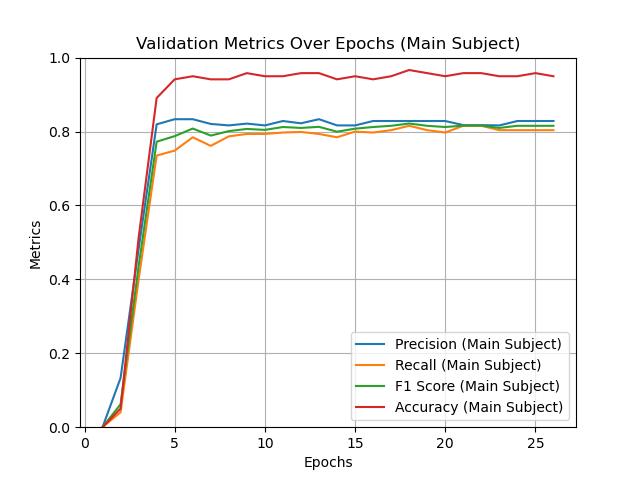 Validation Metrics Over Epochs (Main Subject)
1.0
0.8
0.6
0.4
0.2
0.0
Metrics
0
5
10
15
20
25
Epochs
Precision (Main Subject)
Recall (Main Subject)
F1 Score (Main Subject)
Accuracy (Main Subject)